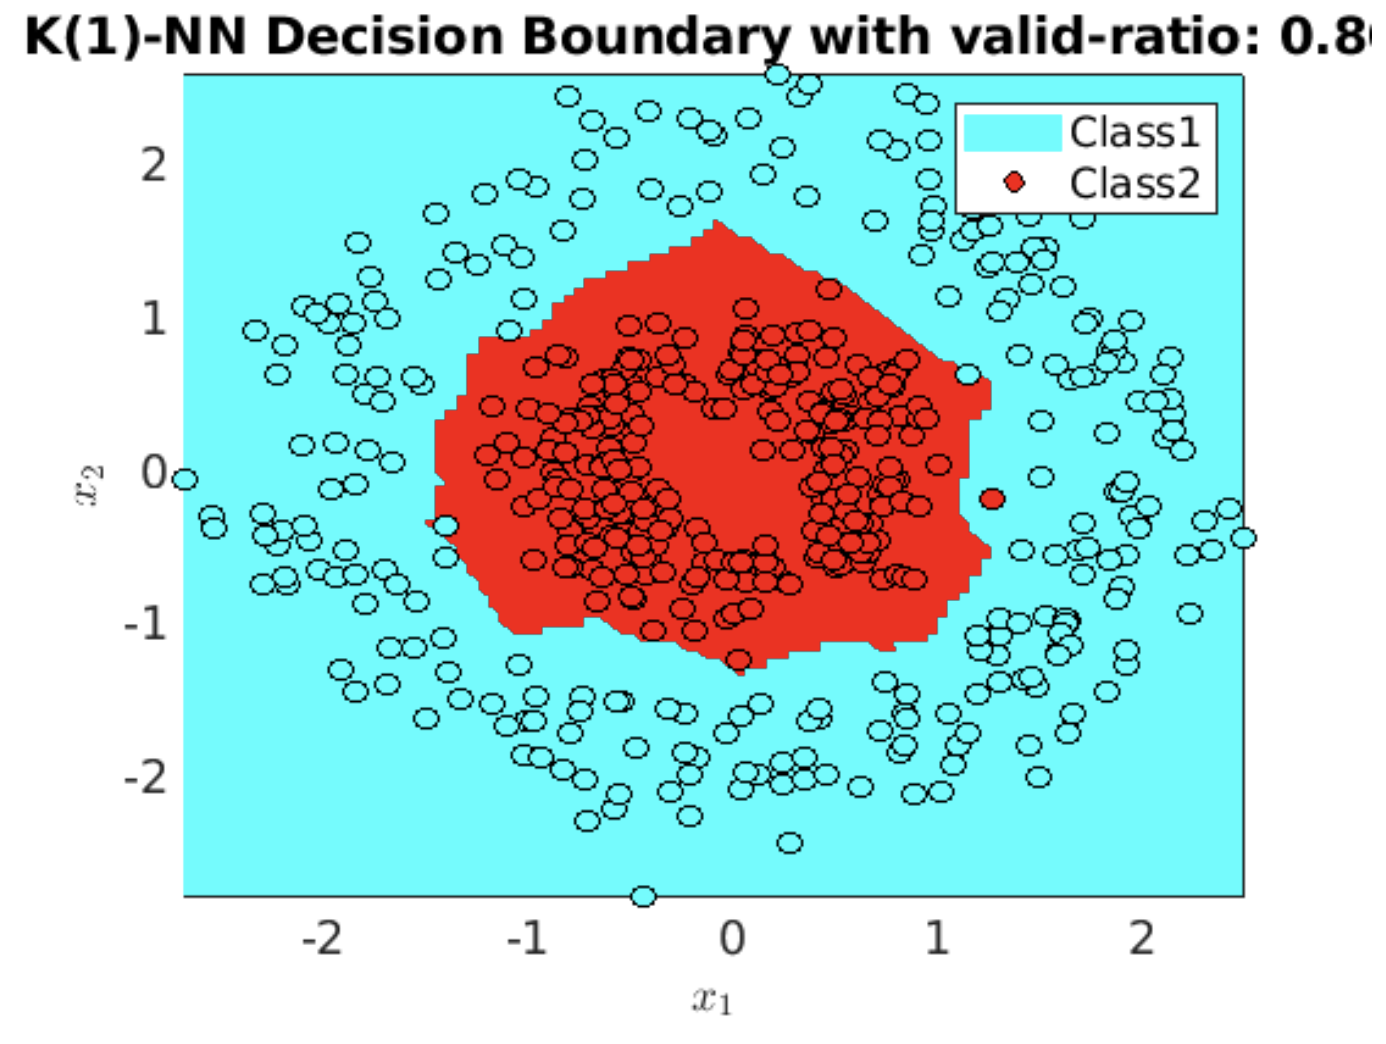 K(1)-NN Decision Boundary with valid-ratio: 0.8
Class1
Class2
2
1
0
-1
-2
x2
-2 -1 0 1 2
x1